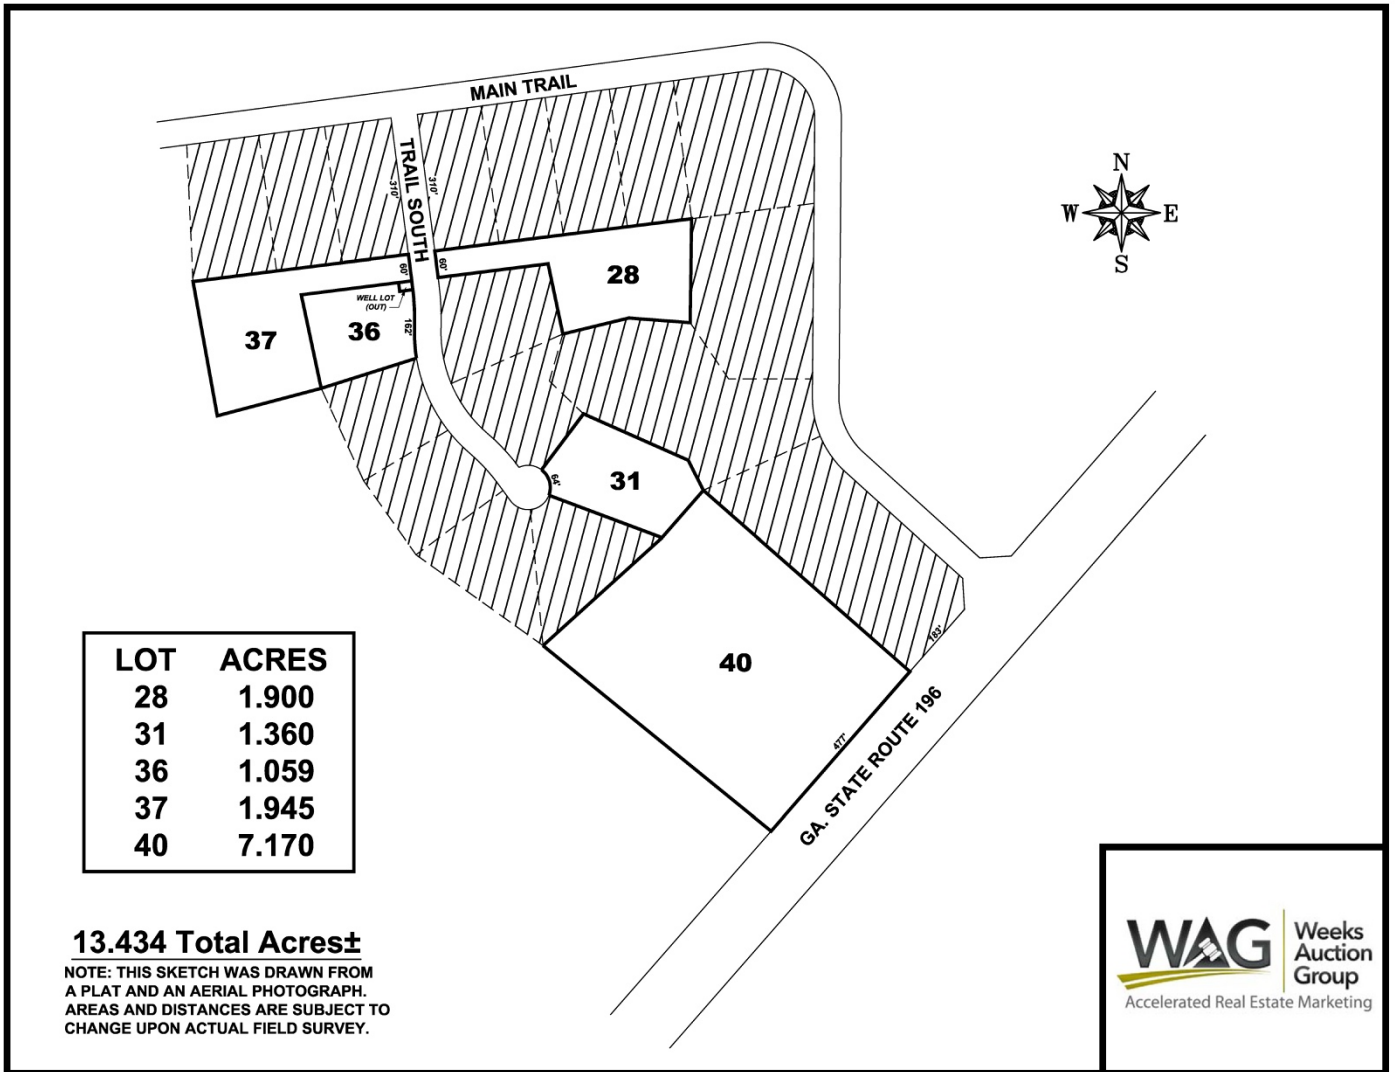 MAIN TRAIL
TRAIL SOUTH
310'
310'
N
W
E
S
60'
60'
28
WELL LOT
(OUT)
37
36
162'
31
64'
40
183'
477'
GA. STATE ROUTE 196
LOT ACRES
28 1.900
31 1.360
36 1.059
37 1.945
40 7.170
13.434 Total Acres±
NOTE: THIS SKETCH WAS DRAWN FROM
A PLAT AND AN AERIAL PHOTOGRAPH.
AREAS AND DISTANCES ARE SUBJECT TO
CHANGE UPON ACTUAL FIELD SURVEY.
WAG
Weeks
Auction
Group
Accelerated Real Estate Marketing